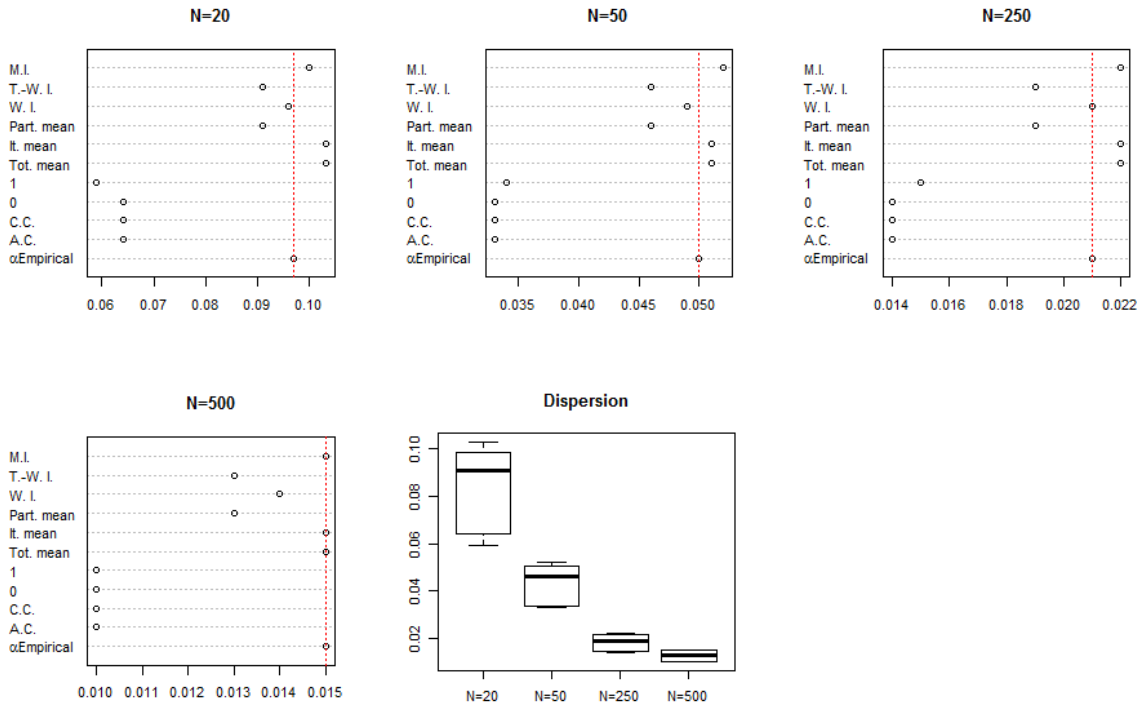 N=20
M.I.
T.-W. I.
W. I.
Part. mean
It. mean
Tot. mean
1
0
C.C.
A.C.
αEmpirical
0.06 0.07 0.08 0.09 0.10
N=50
M.I.
T.-W. I.
W. I.
Part. mean
It. mean
Tot. mean
1
0
C.C.
A.C.
αEmpirical
0.035 0.040 0.045 0.050
N=250
M.I.
T.-W. I.
W. I.
Part. mean
It. mean
Tot. mean
1
0
C.C.
A.C.
αEmpirical
0.014 0.016 0.018 0.020 0.022
N=500
M.I.
T.-W. I.
W. I.
Part. mean
It. mean
Tot. mean
1
0
C.C.
A.C.
αEmpirical
0.010 0.011 0.012 0.013 0.014 0.015
Dispersion
0.10
0.08
0.06
0.04
0.02
N=20 N=50 N=250 N=500